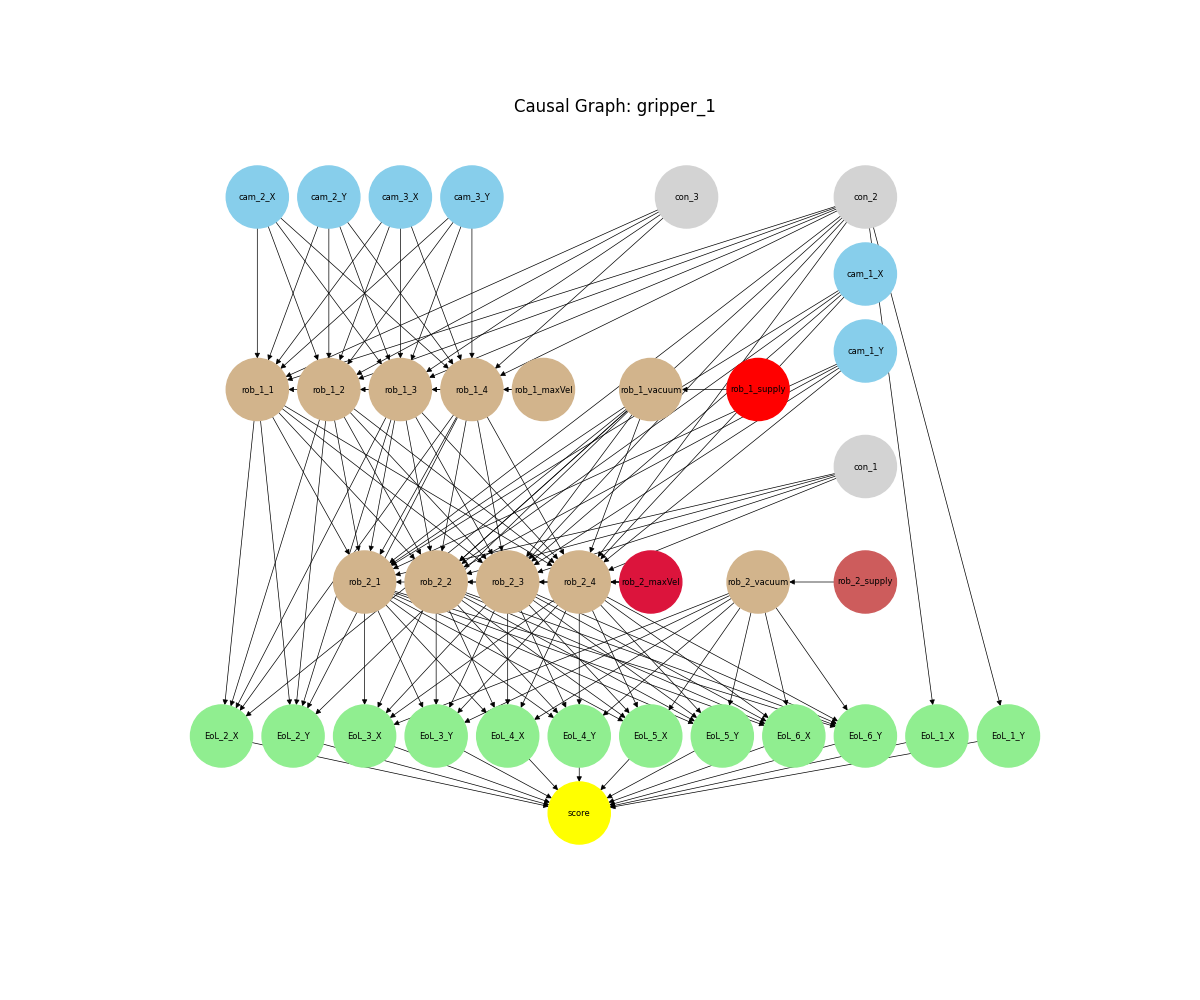 Causal Graph: gripper_1
cam_2_X cam_2_Y cam_3_X cam_3_Y con_3 con_2
cam_1_X
cam_1_Y
rob_1_1 rob_1_2 rob_1_3 rob_1_4 rob_1_maxVel rob_1_vacuum rob_1_supply
con_1
rob_2_1 rob_2_2 rob_2_3 rob_2_4 rob_2_maxVel rob_2_vacuum rob_2_supply
EoL_2_X EoL_2_Y EoL_3_X EoL_3_Y EoL_4_X EoL_4_Y EoL_5_X EoL_5_Y EoL_6_X EoL_6_Y EoL_1_X EoL_1_Y
score